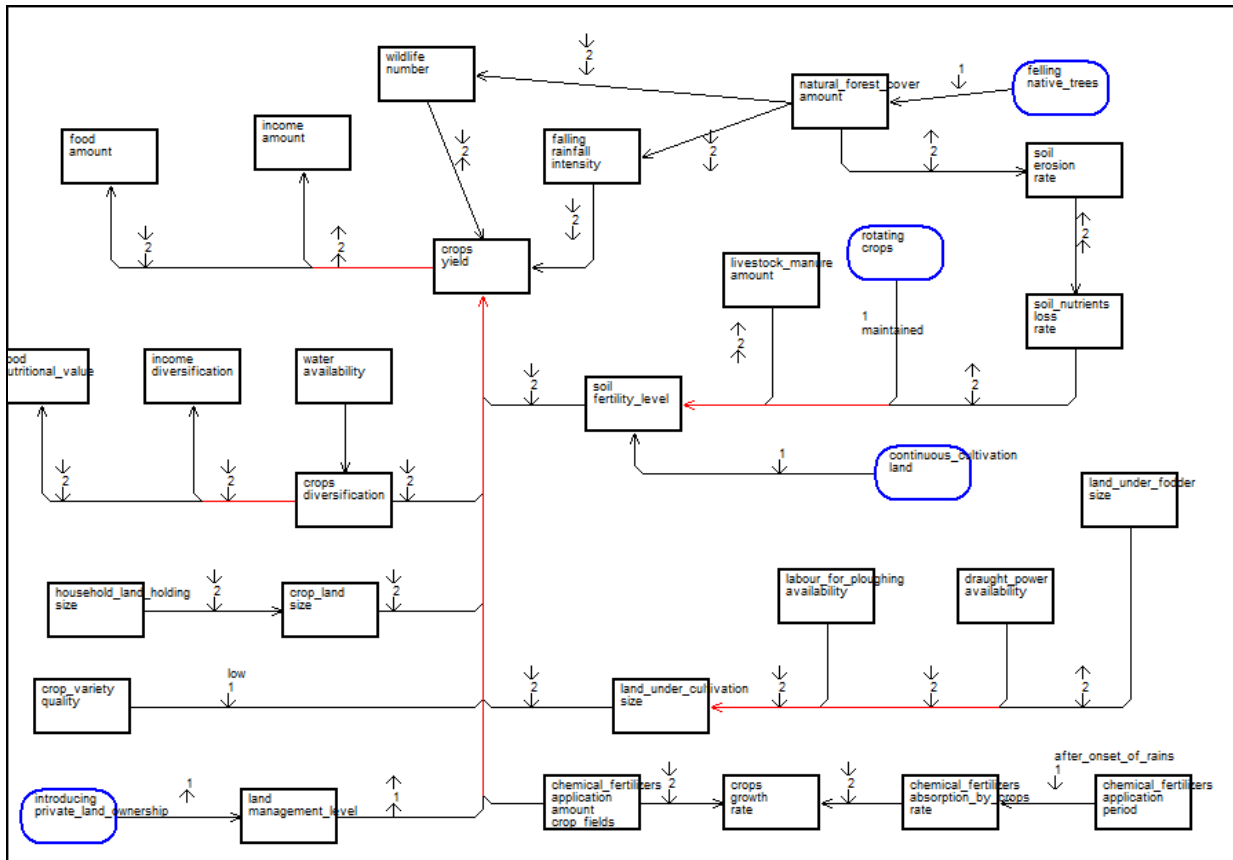 wildlife
number
2
natural_forest_cover
amount
1
felling
native_trees
food
amount
income
amount
2
falling
rainfall
intensity
2
2
soil
erosion
rate
2
2
2
crops
yield
2
rotating
crops
livestock_manure
amount
2
soil_nutrients
loss
rate
1
maintained
2
ood
utritional_value
income
diversification
water
availability
2
soil
fertility_level
2
1
continuous_cultivation
land
2
2
crops
diversification
2
land_under_fodder
size
household_land_holding
size
2
crop_land
size
2
labour_for_ploughing
availability
draught_power
availability
crop_variety
quality
low
1
2
land_under_cultivation
size
2
2
2
introducing
private_land_ownership
1
land
management_level
1
chemical_fertilizers
application
amount
crop_fields
2
crops
growth
rate
2
chemical_fertilizers
absorption_by_crops
rate
after_onset_of_rains
1
chemical_fertilizers
application
period